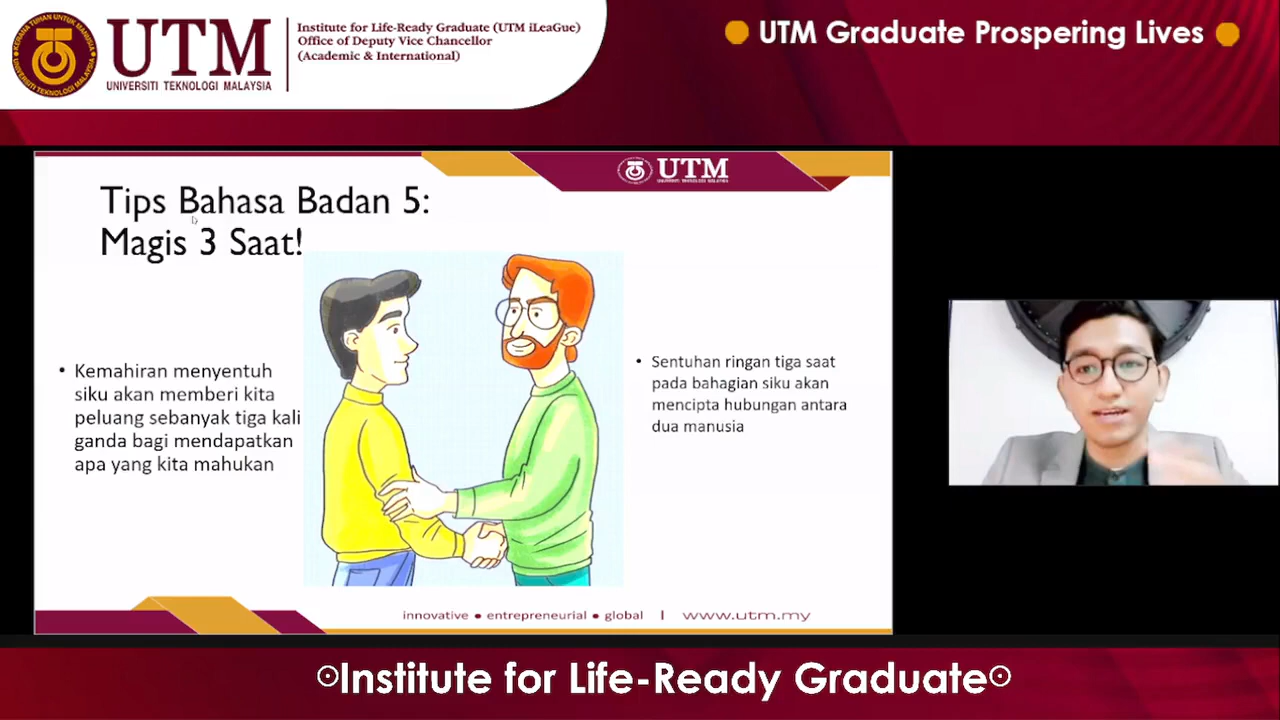 UTM
UNIVERSITI TEKNOLOGI MALAYSIA
Institute for Life-Ready Graduate (UTM iLeaGue)
Office of Deputy Vice Chancellor
(Academic & International)
UTM Graduate Prospering Lives
UTM
UNIVERSITI TEKNOLOGI MALAYSIA
Tips Bahasa Badan 5:
Magis 3 Saat!
• Kemahiran menyentuh
siku akan memberi kita
peluang sebanyak tiga kali
ganda bagi mendapatkan
apa yang kita mahukan
• Sentuhan ringan tiga saat
pada bahagian siku akan
mencipta hubungan antara
dua manusia
innovative ● entrepreneurial ● global | www.utm.my
Institute for Life-Ready Graduate